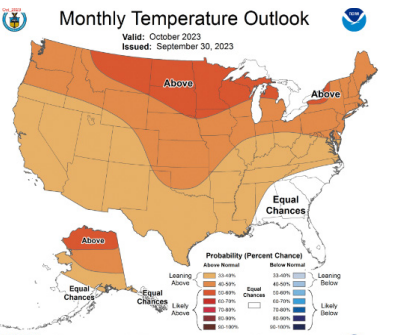 Monthly Temperature Outlook
Valid: October 2023
Issued: September 30, 2023
Above
Above
Equal
Chances
Above
Equal
Chances
Equal
Chances
Probability (Percent Chance)
Above Normal
Below Normal
Leaning
Above
Likely
Above
33-40%
40-50%
50-60%
60-70%
70-80%
80-90%
90-100%
Equal
Chances
33-40%
40-50%
50-60%
60-70%
70-80%
80-90%
90-100%
Leaning
Below
Likely
Below